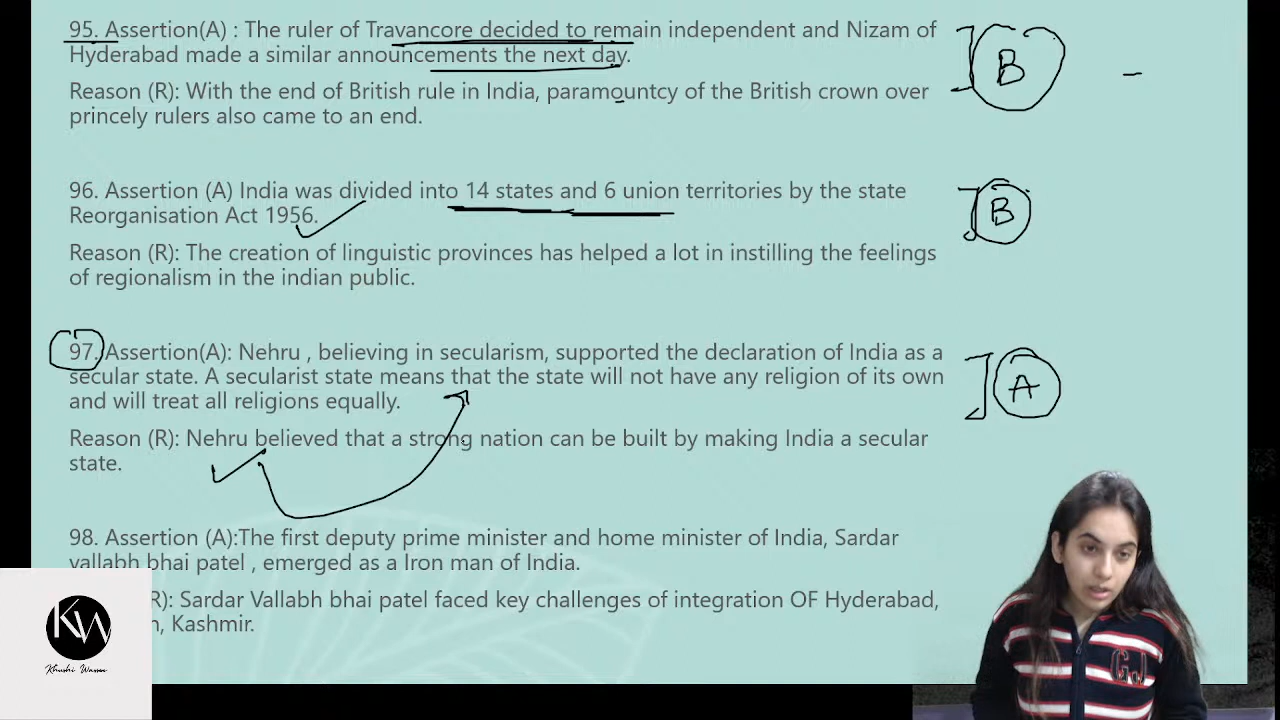 95. Assertion(A) : The ruler of Travancore decided to remain independent and Nizam of
Hyderabad made a similar announcements the next day.
B
Reason (R): With the end of British rule in India, paramountcy of the British crown over
princely rulers also came to an end.
96. Assertion (A) India was divided into 14 states and 6 union territories by the state
Reorganisation Act 1956.
B
Reason (R): The creation of linguistic provinces has helped a lot in instilling the feelings
of regionalism in the indian public.
97. Assertion(A): Nehru , believing in secularism, supported the declaration of India as a
secular state. A secularist state means that the state will not have any religion of its own
and will treat all religions equally.
A
Reason (R): Nehru believed that a strong nation can be built by making India a secular
state.
98. Assertion (A):The first deputy prime minister and home minister of India, Sardar
vallabh bhai patel , emerged as a Iron man of India.
R): Sardar Vallabh bhai patel faced key challenges of integration OF Hyderabad,
, Kashmir.
KW
Khushi Wason
GJ